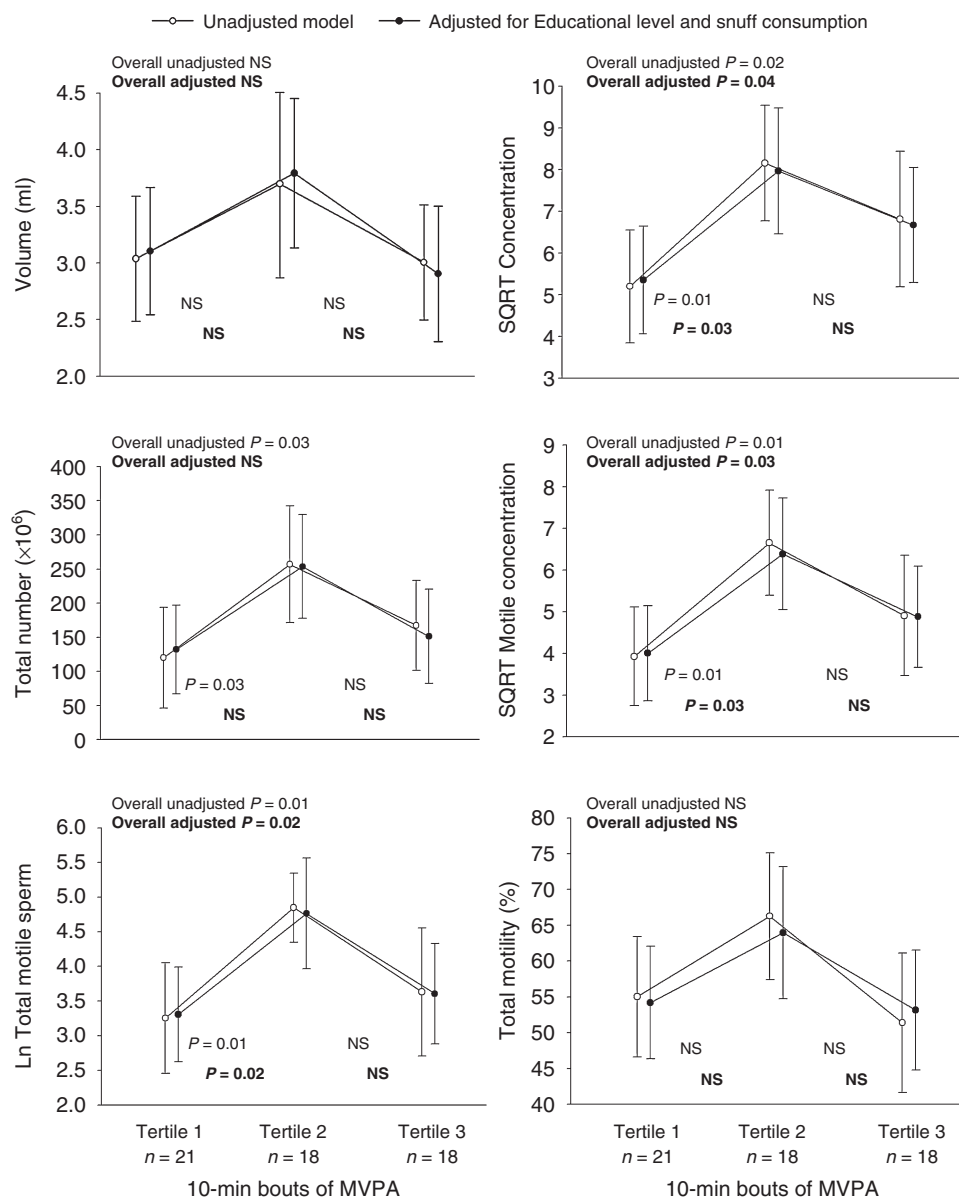 Unadjusted model
Adjusted for Educational level and snuff consumption
Overall unadjusted NS
Overall adjusted NS
4.5
4.0
3.5
3.0
2.5
2.0
Volume (ml)
NS
NS
NS
NS
Overall unadjusted P = 0.02
Overall adjusted P = 0.04
10
9
8
7
6
5
4
3
SQRT Concentration
P = 0.01
NS
P = 0.03
NS
Overall unadjusted P = 0.03
Overall adjusted NS
400
350
300
250
200
150
100
50
0
Total number (×10⁶)
P = 0.03
NS
NS
NS
Overall unadjusted P = 0.01
Overall adjusted P = 0.03
9
8
7
6
5
4
3
2
SQRT Motile concentration
P = 0.01
NS
P = 0.03
NS
Overall unadjusted P = 0.01
Overall adjusted P = 0.02
6.0
5.5
5.0
4.5
4.0
3.5
3.0
2.5
2.0
Ln Total motile sperm
P = 0.01
NS
P = 0.02
NS
Tertile 1 Tertile 2 Tertile 3
n = 21 n = 18 n = 18
10-min bouts of MVPA
Overall unadjusted NS
Overall adjusted NS
80
75
70
65
60
55
50
45
40
Total motility (%)
NS
NS
NS
NS
Tertile 1 Tertile 2 Tertile 3
n = 21 n = 18 n = 18
10-min bouts of MVPA